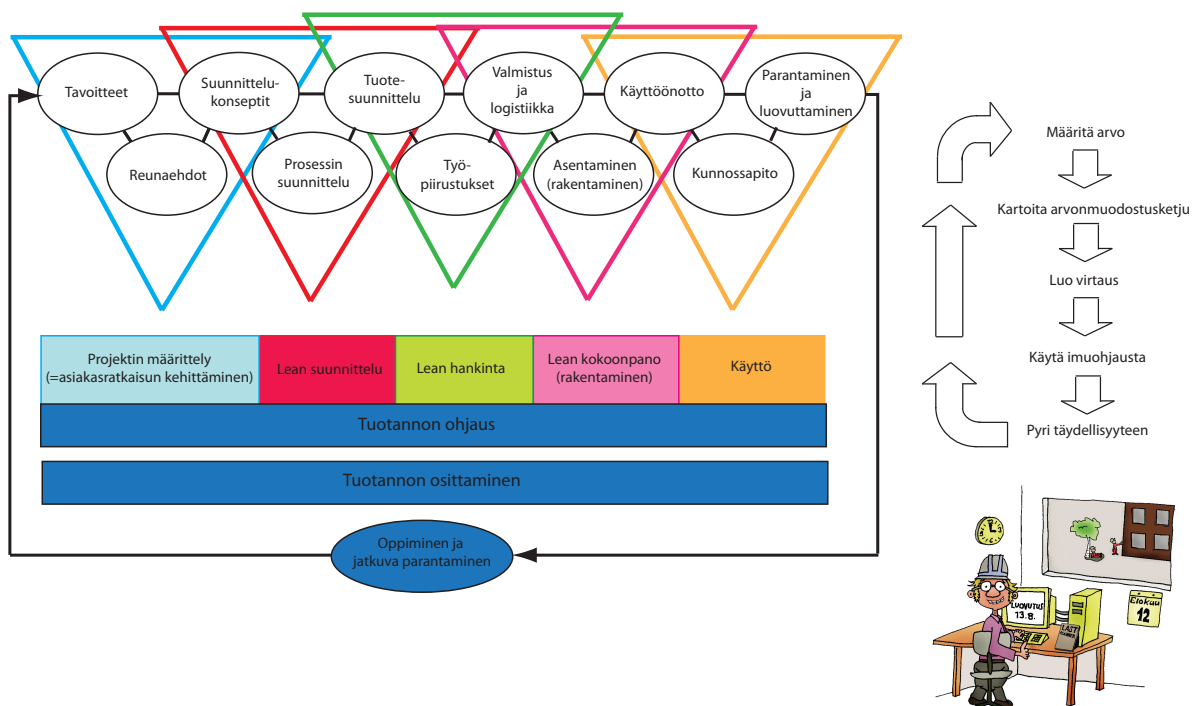 Tavoitteet
Suunnittelu-
konseptit
Tuote-
suunnittelu
Valmistus
ja
logistiikka
Käyttöönotto
Parantaminen
ja
luovuttaminen
Reunaehdot
Prosessin
suunnittelu
Työ-
piirustukset
Asentaminen
(rakentaminen)
Kunnossapito
Projektin määrittely
(=asiakasratkaisun kehittäminen)
Lean suunnittelu
Lean hankinta
Lean kokoonpano
(rakentaminen)
Käyttö
Tuotannon ohjaus
Tuotannon osittaminen
Oppiminen ja
jatkuva parantaminen
Määritä arvo
Kartoita arvonmuodostusketju
Luo virtaus
Käytä imuohjausta
Pyri täydellisyyteen
LUOVUTUS
13.8.
Elokuu
12
LAST